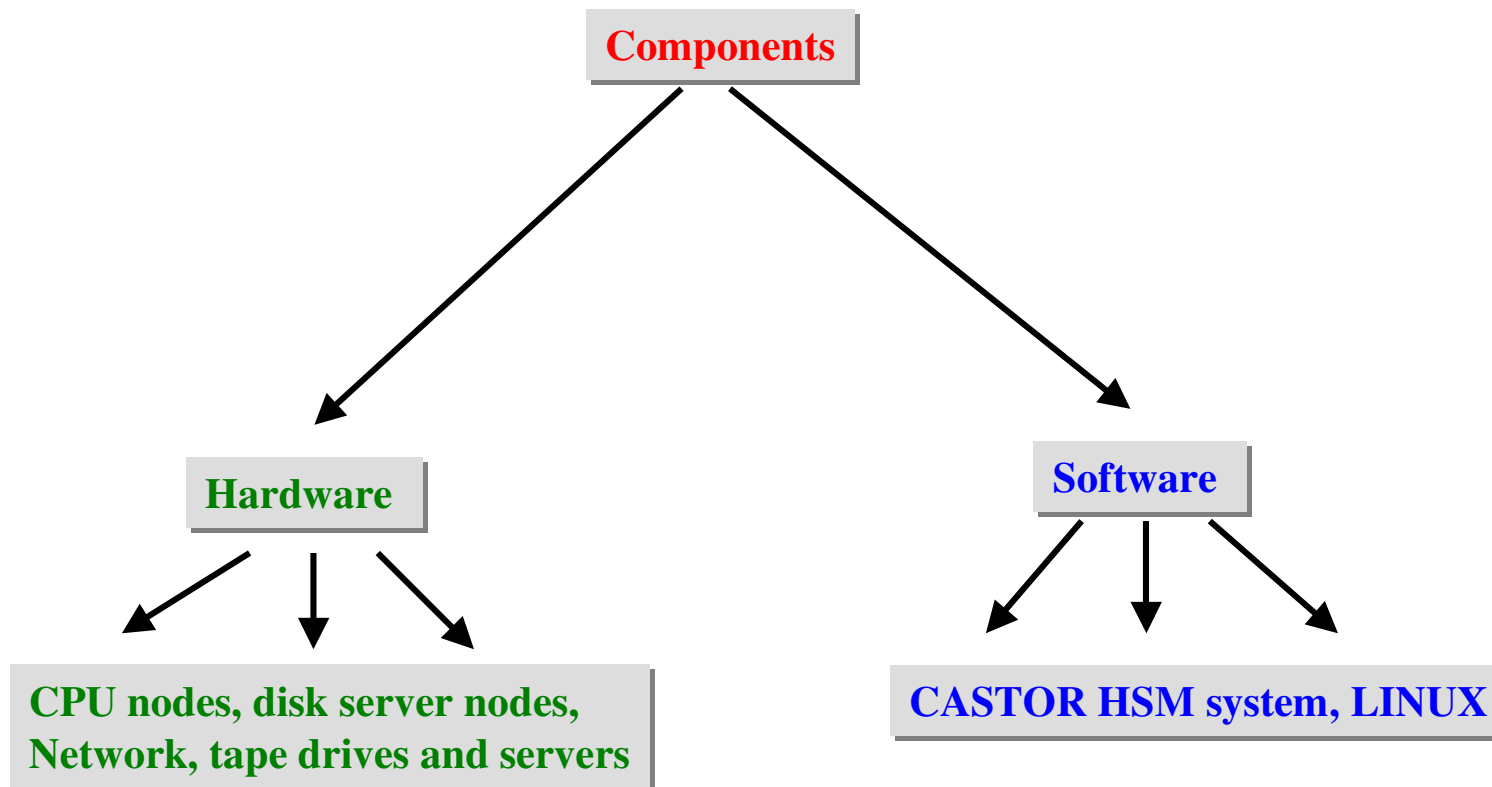 Components
Hardware
Software
CPU nodes, disk server nodes,
Network, tape drives and servers
CASTOR HSM system, LINUX